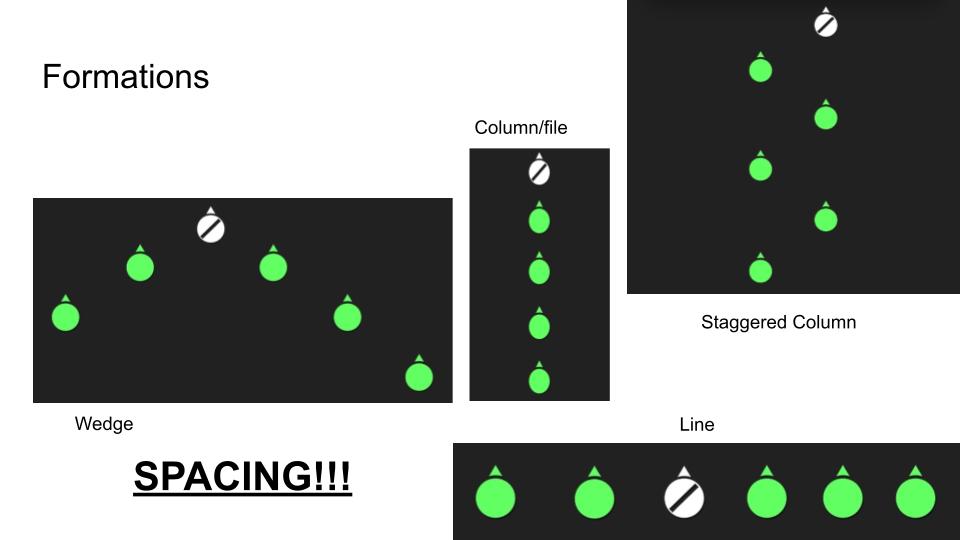 Formations
Column/file
Staggered Column
Wedge
Line
SPACING!!!